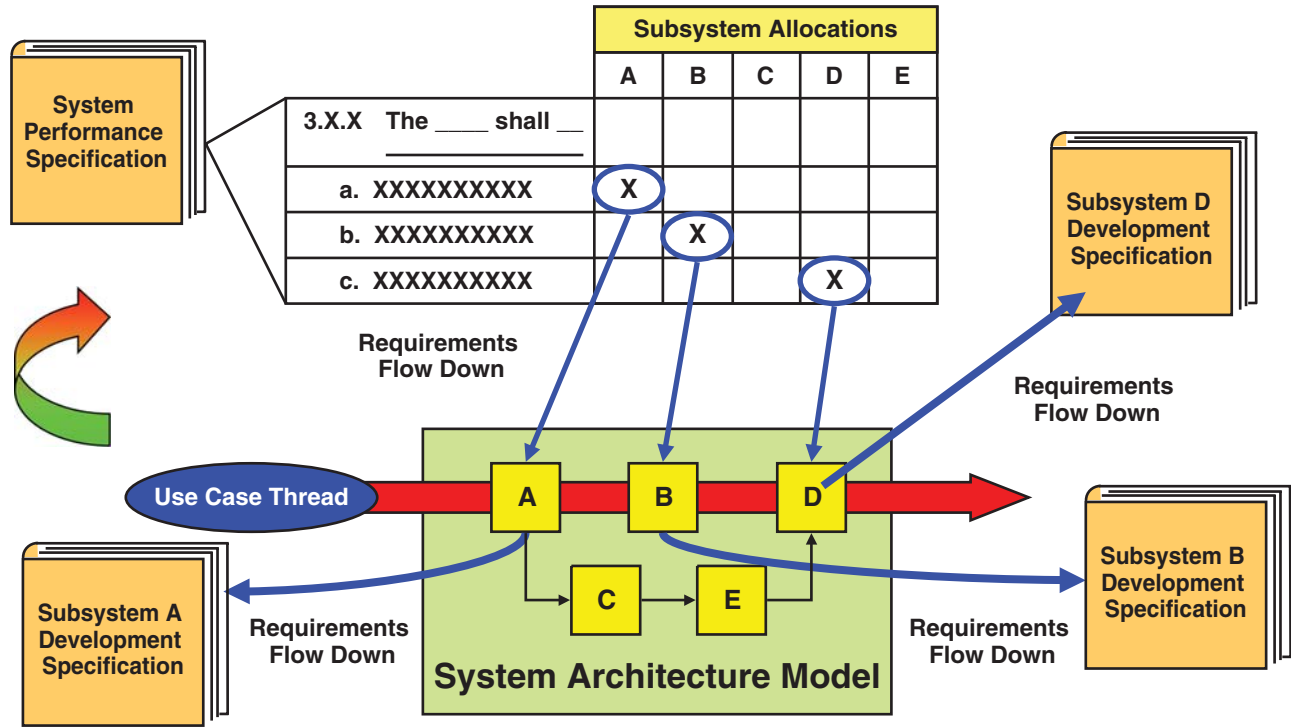 System
Performance
Specification
Subsystem Allocations
A B C D E
3.X.X The ____ shall __
_________________
a. XXXXXXXXXX X
b. XXXXXXXXXX X
c. XXXXXXXXXX X
Subsystem D
Development
Specification
Requirements
Flow Down
Requirements
Flow Down
Use Case Thread
A B D
C E
System Architecture Model
Subsystem A
Development
Specification
Requirements
Flow Down
Requirements
Flow Down
Subsystem B
Development
Specification